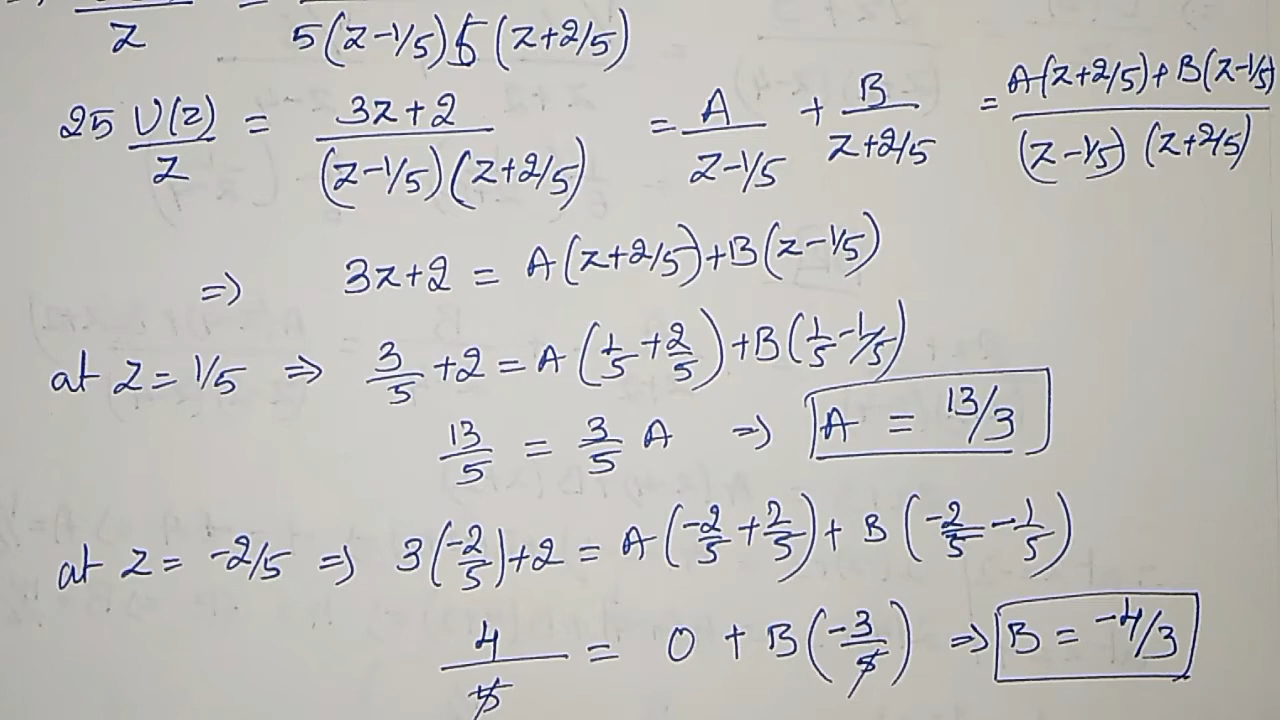 z = 5(z-1/5)5(z+2/5)
25 U(z)/z = 3z+2/(z-1/5)(z+2/5) = A/z-1/5 + B/z+2/5 = A(z+2/5)+B(z-1/5)/(z-1/5)(z+2/5)
=> 3z+2 = A(z+2/5)+B(z-1/5)
at z = 1/5 => 3/5 +2 = A(1/5+2/5)+B(1/5-1/5)
13/5 = 3/5 A => A = 13/3
at z = -2/5 => 3(-2/5)+2 = A(-2/5+2/5)+ B(-2/5-1/5)
4/5 = 0 + B(-3/5) => B = -4/3